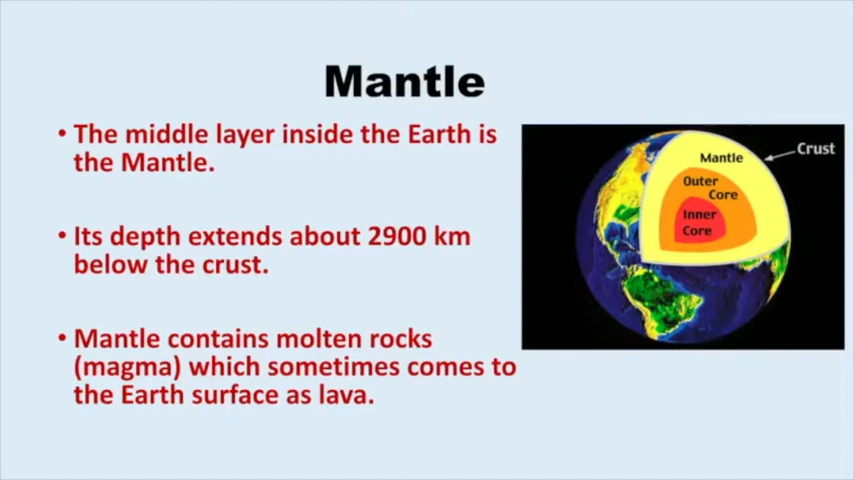 Mantle
• The middle layer inside the Earth is
the Mantle.
• Its depth extends about 2900 km
below the crust.
• Mantle contains molten rocks
(magma) which sometimes comes to
the Earth surface as lava.
Crust
Mantle
Outer
Core
Inner
Core